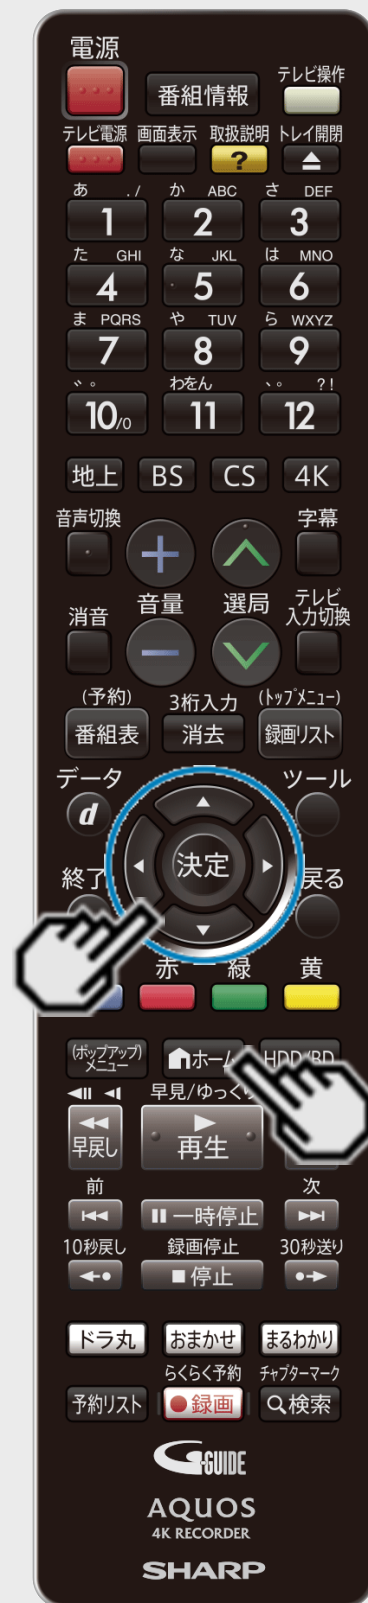 電源
番組情報
テレビ操作
テレビ電源 画面表示 取扱説明 トレイ開閉
?
あ ./ か ABC さ DEF
1 2 3
た GHI な JKL は MNO
4 5 6
ま PQRS や TUV ら WXYZ
7 8 9
゛゜ わをん 、。 ?!
10/0 11 12
地上 BS CS 4K
音声切換 字幕
消音 音量 選局 テレビ
入力切換
(予約) 3桁入力 (トップメニュー)
番組表 消去 録画リスト
データ ツール
d
決定
終了 戻る
赤 緑 黄
(ポップアップ)
メニュー
ホーム HDD/BD
早見/ゆっくり
早戻し 再生
前 次
一時停止
10秒戻し 録画停止 30秒送り
停止
ドラ丸 おまかせ まるわかり
らくらく予約 チャプターマーク
予約リスト 録画 検索
G-GUIDE
AQUOS
4K RECORDER
SHARP